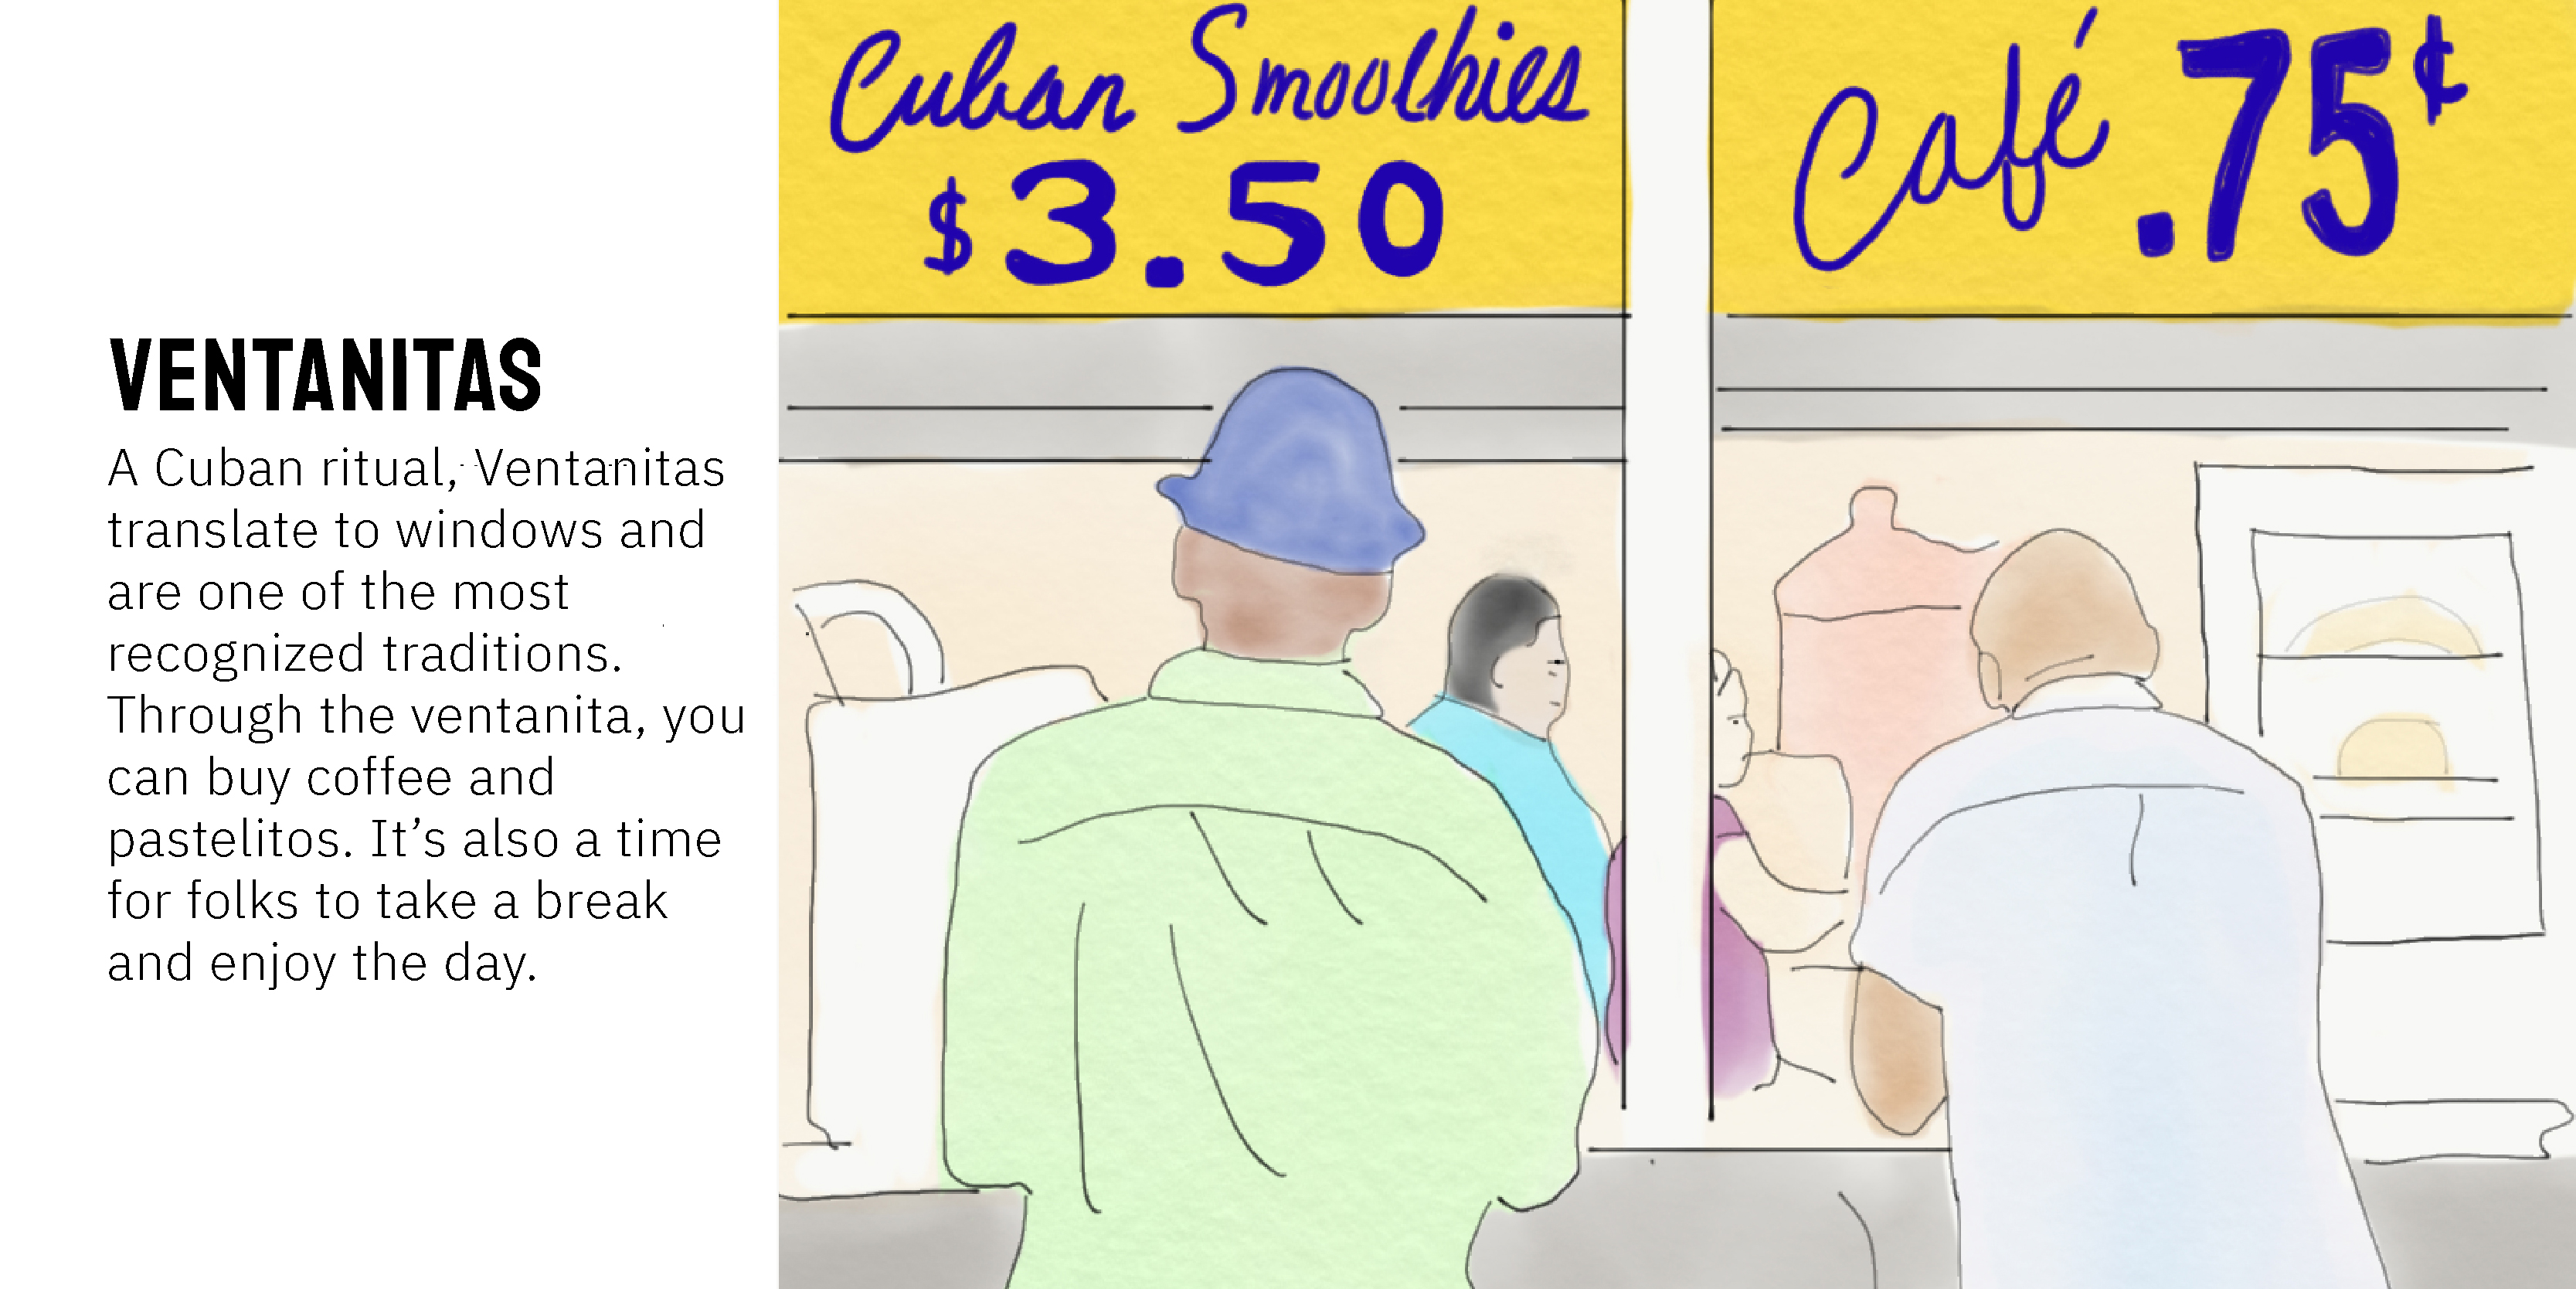 VENTANITAS
A Cuban ritual, Ventanitas
translate to windows and
are one of the most
recognized traditions.
Through the ventanita, you
can buy coffee and
pastelitos. It’s also a time
for folks to take a break
and enjoy the day.
Cuban Smoothies
$3.50
Café .75¢